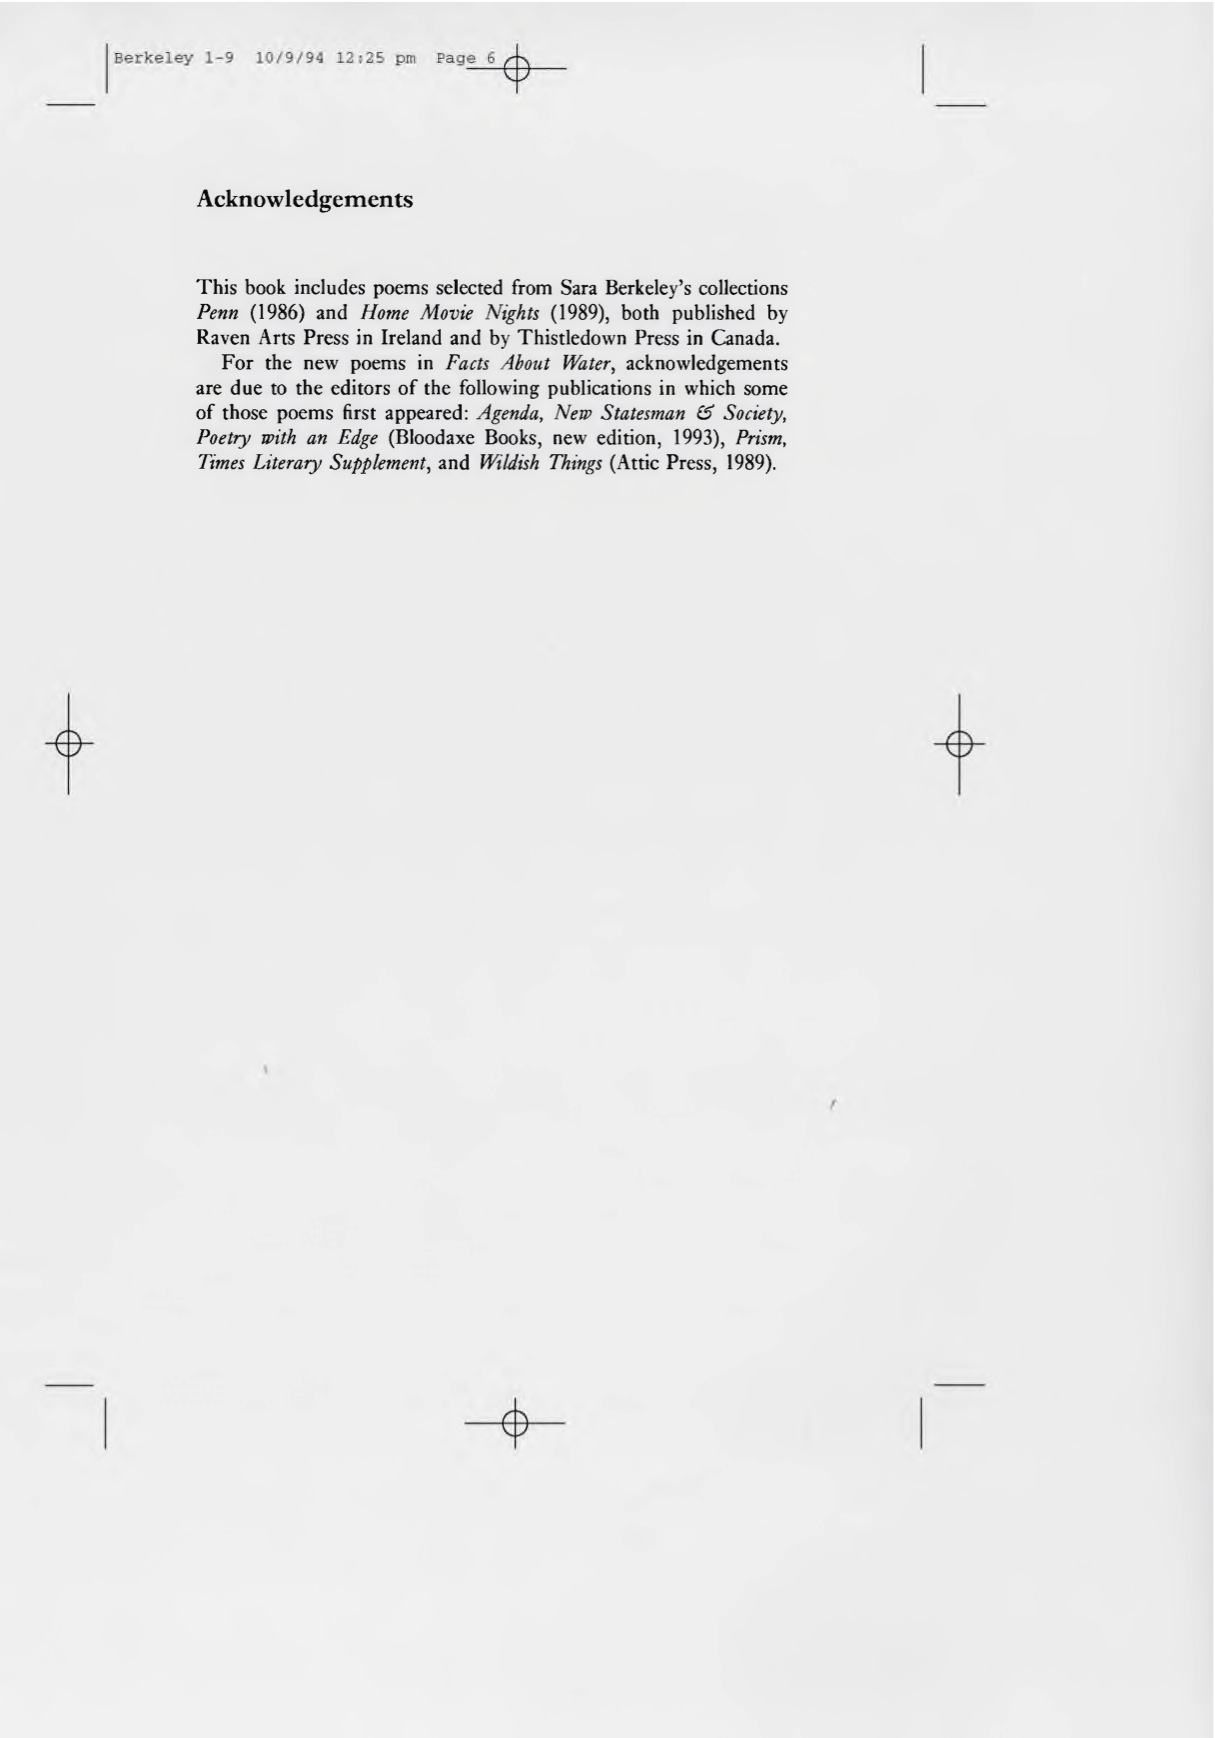 Berkeley 1-9 10/9/94 12:25 pm Page 6
Acknowledgements
This book includes poems selected from Sara Berkeley's collections
Penn (1986) and Home Movie Nights (1989), both published by
Raven Arts Press in Ireland and by Thistledown Press in Canada.
For the new poems in Facts About Water, acknowledgements
are due to the editors of the following publications in which some
of those poems first appeared: Agenda, New Statesman & Society,
Poetry with an Edge (Bloodaxe Books, new edition, 1993), Prism,
Times Literary Supplement, and Wildish Things (Attic Press, 1989).